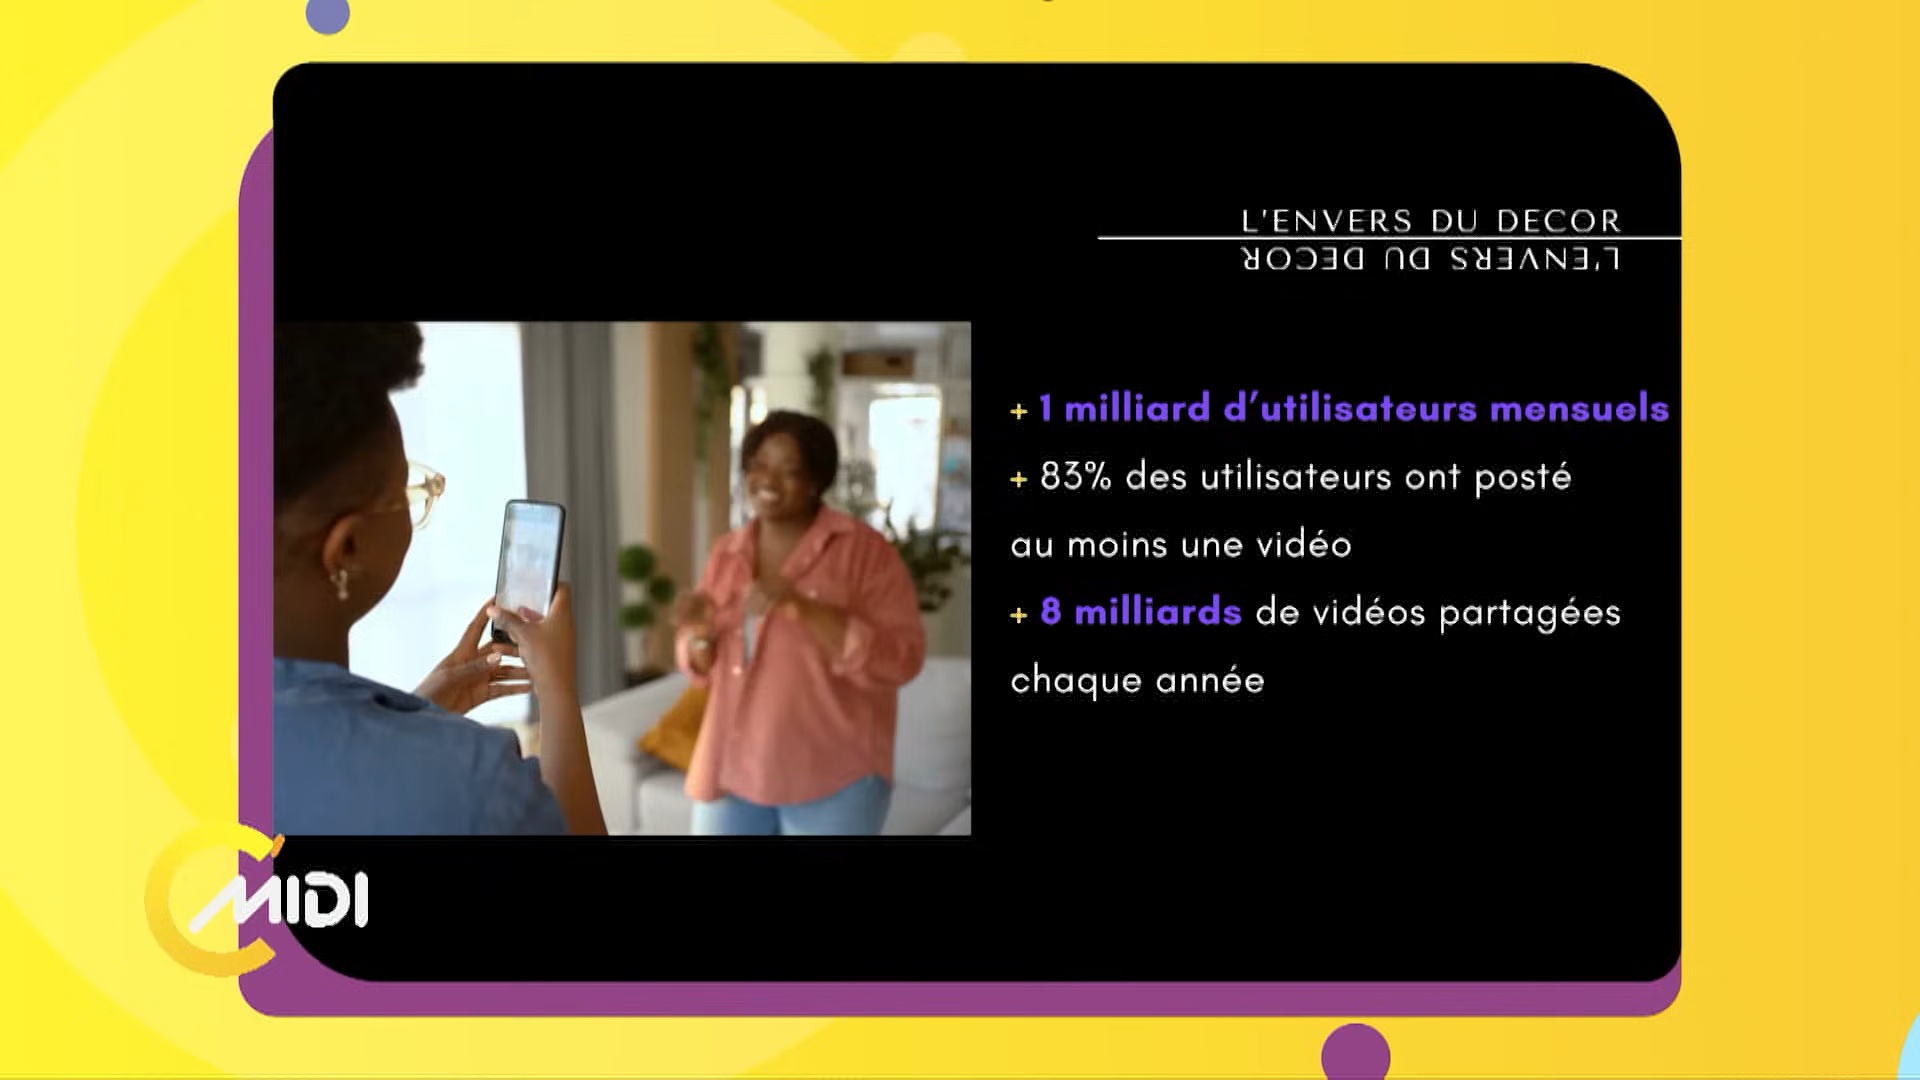 L'ENVERS DU DECOR
L'ENVERS DU DECOR
+ 1 milliard d'utilisateurs mensuels
+ 83% des utilisateurs ont posté
au moins une vidéo
+ 8 milliards de vidéos partagées
chaque année
C'MIDI